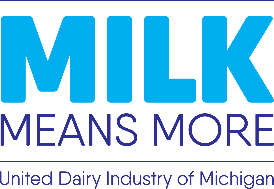 MILK
MEANS MORE
United Dairy Industry of Michigan